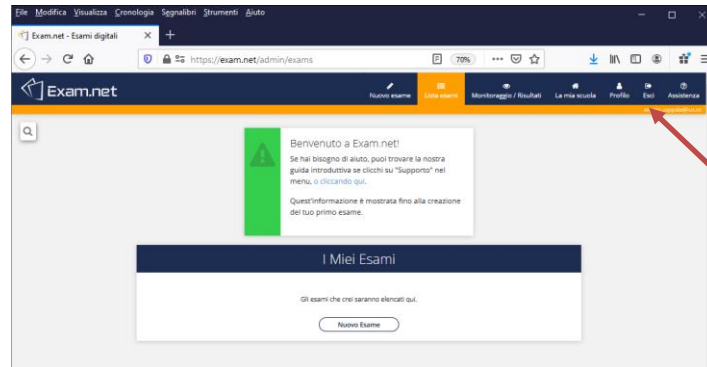 File Modifica Visualizza Cronologia Segnalibri Strumenti Aiuto
Exam.net - Esami digitali
https://exam.net/admin/exams
70%
Exam.net
Nuovo esame
Lista esami
Monitoraggio / Risultati
La mia scuola
Profilo
Esci
Assistenza
Benvenuto a Exam.net!
Se hai bisogno di aiuto, puoi trovare la
nostra guida introduttiva se clicchi su "Supporto" nel
menu, o cliccando qui.
Quest'informazione è mostrata fino alla creazione
del tuo primo esame.
I Miei Esami
Gli esami che crei saranno elencati qui.
Nuovo Esame